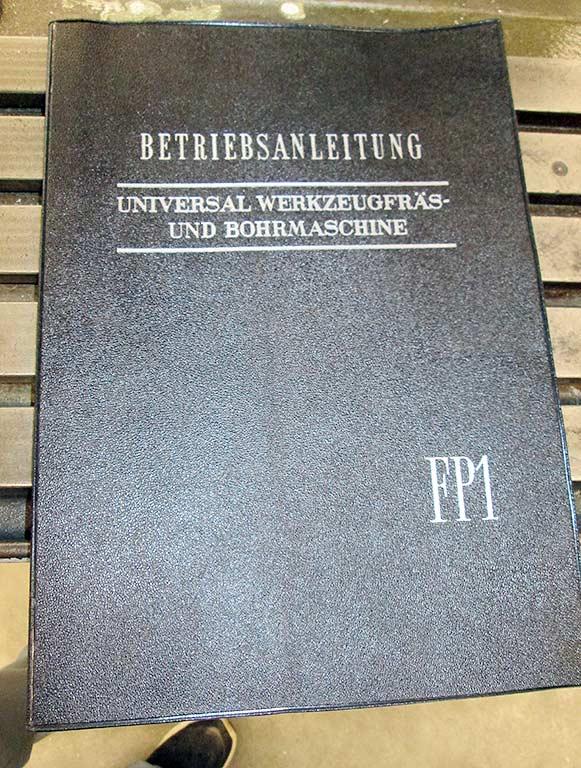 BETRIEBSANLEITUNG
UNIVERSAL WERKZEUGFRÄS-
UND BOHRMASCHINE
FP1